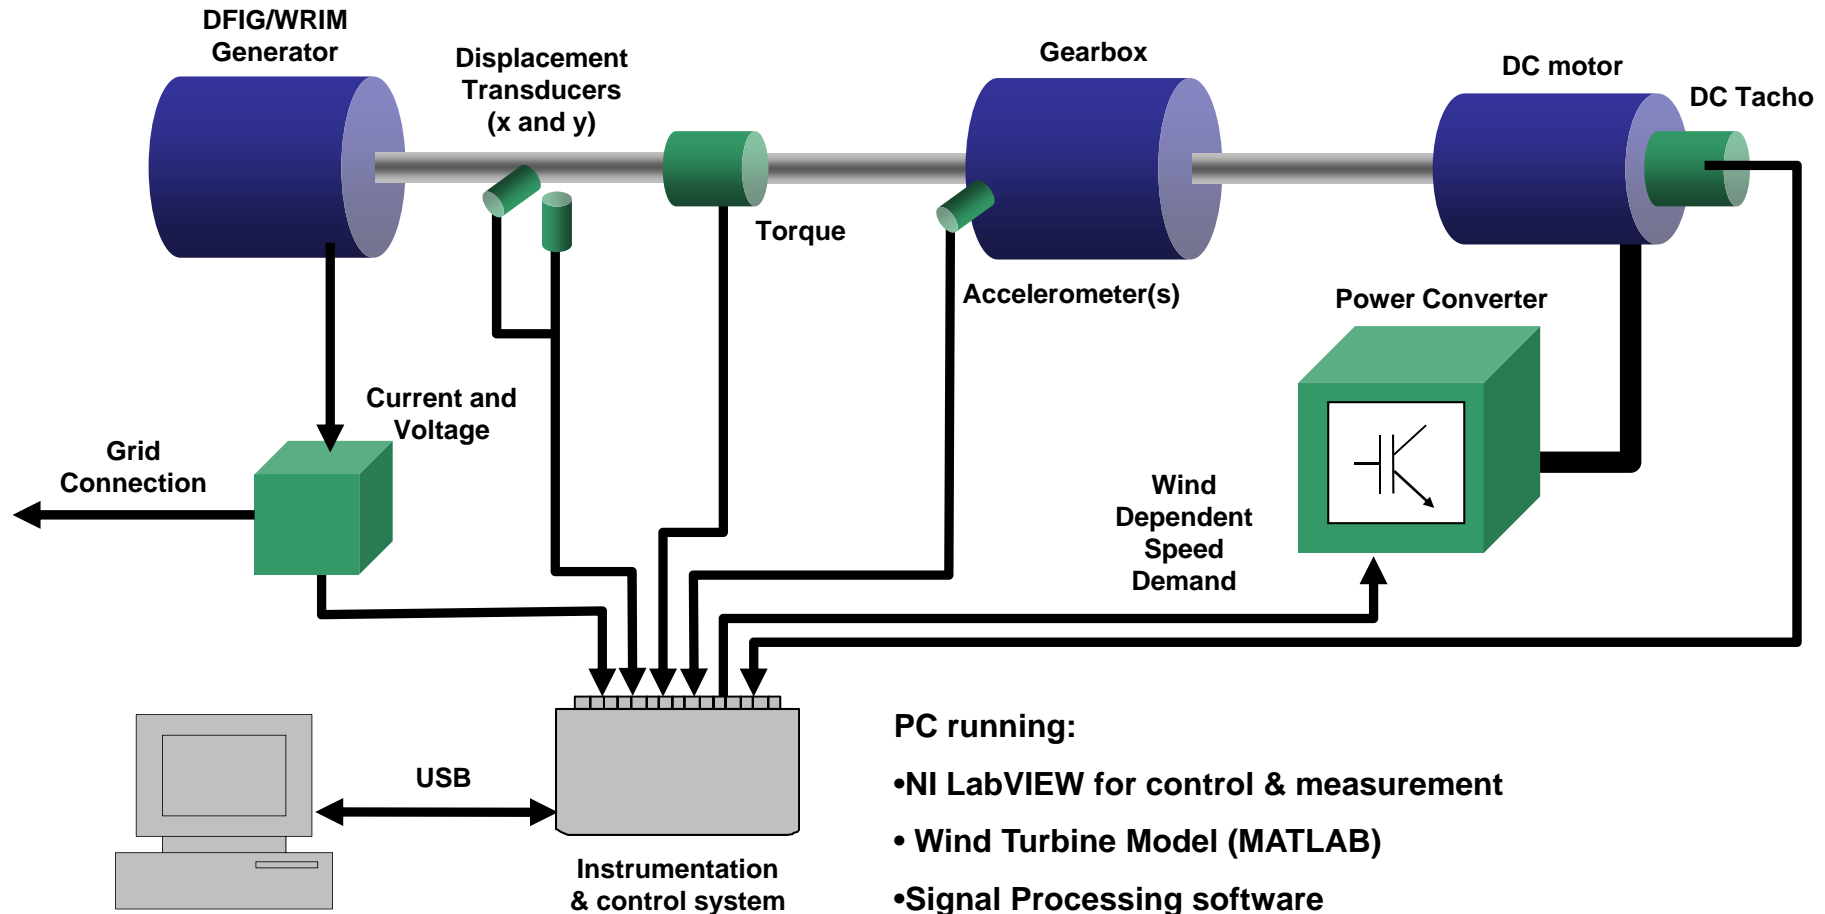 DFIG/WRIM
Generator
Displacement
Transducers
(x and y)
Gearbox
DC motor
DC Tacho
Torque
Accelerometer(s)
Power Converter
Current and
Voltage
Grid
Connection
Wind
Dependent
Speed
Demand
USB
Instrumentation
& control system
PC running:
•NI LabVIEW for control & measurement
• Wind Turbine Model (MATLAB)
•Signal Processing software